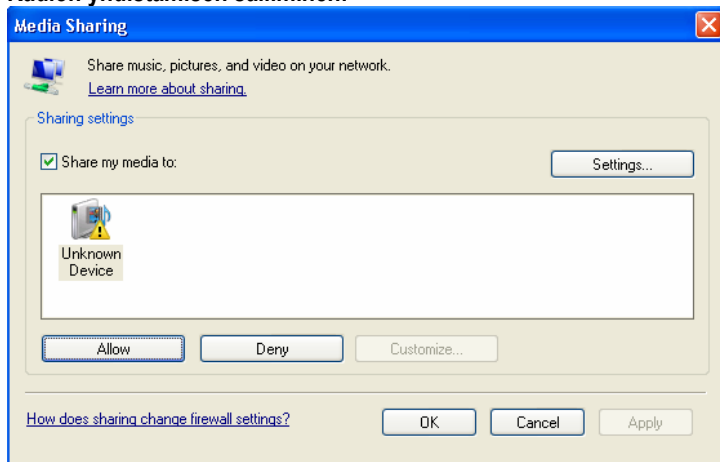 Media Sharing
Share music, pictures, and video on your network.
Learn more about sharing.
Sharing settings
Share my media to:
Settings...
Unknown
Device
Allow
Deny
Customize...
How does sharing change firewall settings?
OK
Cancel
Apply